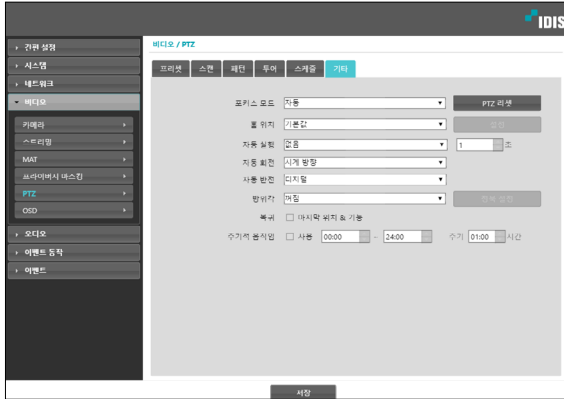 IDIS
간편 설정
시스템
네트워크
비디오
카메라
스트리밍
MAT
프라이버시 마스킹
PTZ
OSD
오디오
이벤트 동작
이벤트
비디오 / PTZ
프리셋 스캔 패턴 투어 스케줄 기타
포커스 모드 자동 PTZ 리셋
홈 위치 기본값 설정
자동 실행 없음 1 초
자동 회전 시계 방향
자동 반전 디지털
방위각 꺼짐
복귀 마지막 위치 & 기능
주기적 움직임 사용 00:00 ~ 24:00 주기 01:00 시간
저장